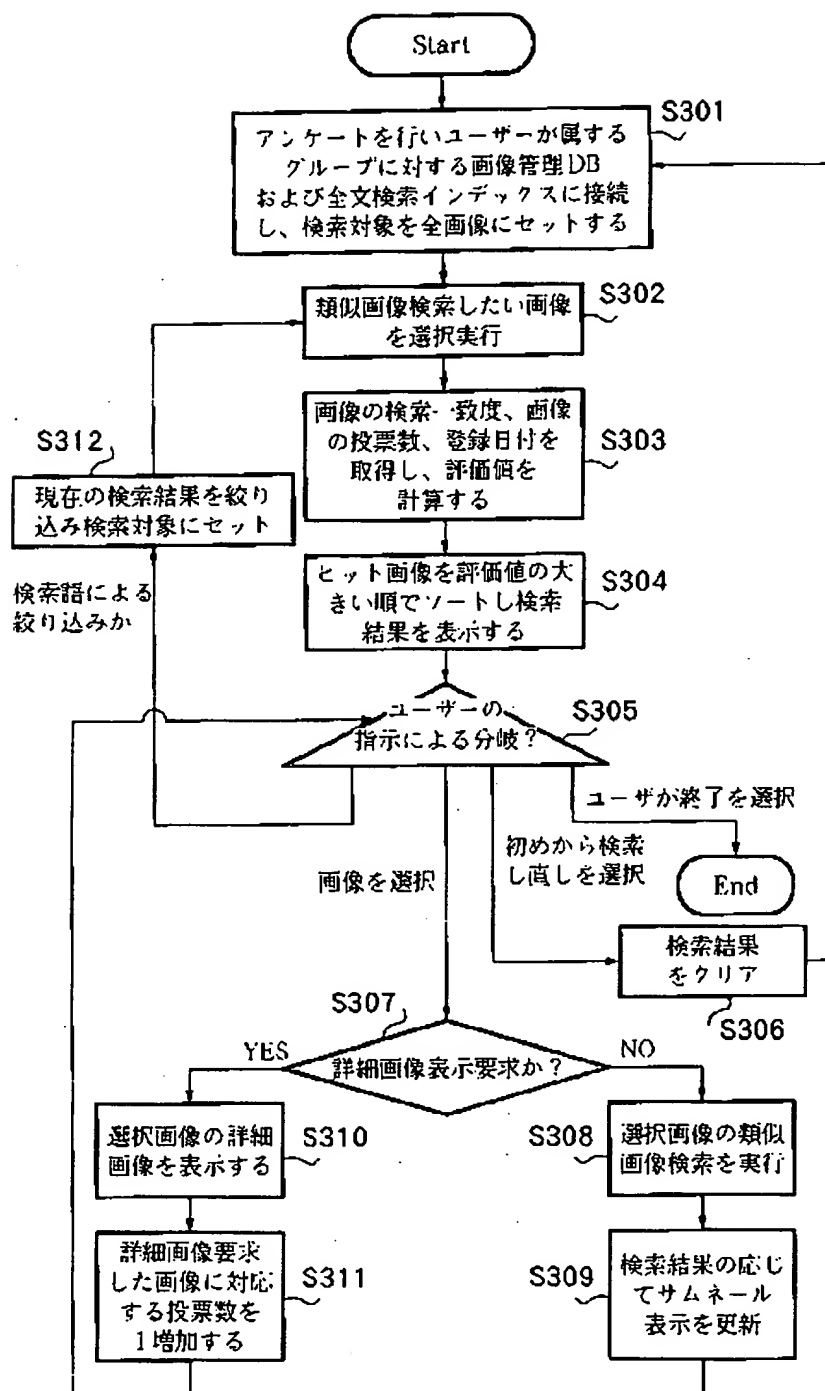 Start
S301
アンケートを行いユーザーが属する
グループに対する画像管理DB
および全文検索インデックスに接続
し、検索対象を全画像にセットする
S302
類似画像検索したい画像
を選択実行
S303
画像の検索一致度、画像
の投票数、登録日付を
取得し、評価値を
計算する
S312
現在の検索結果を絞り
込み検索対象にセット
S304
ヒット画像を評価値の大
きい順でソートし検索
結果を表示する
検索語による
絞り込みか
S305
ユーザーの
指示による分岐？
ユーザが終了を選択
End
初めから検索
し直しを選択
画像を選択
検索結果
をクリア
S306
S307
詳細画像表示要求か？
YES
NO
S310
選択画像の詳細
画像を表示する
S308
選択画像の類似
画像検索を実行
S311
詳細画像要求
した画像に対応
する投票数を
1増加する
S309
検索結果の応じ
てサムネール
表示を更新